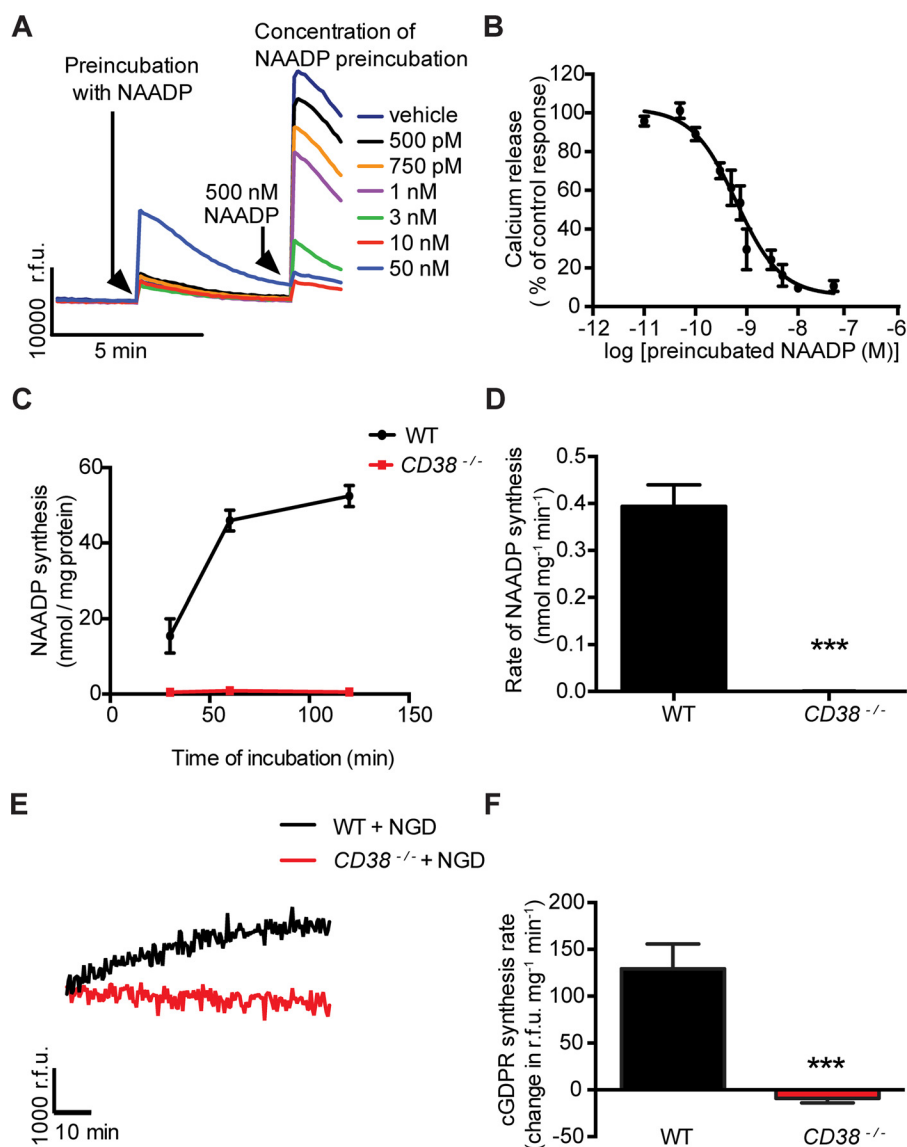 A
Preincubation
with NAADP
Concentration of
NAADP preincubation
vehicle
500 pM
750 pM
1 nM
3 nM
10 nM
50 nM
500 nM
NAADP
10000 r.f.u.
5 min
B
Calcium release
( % of control response)
120
100
80
60
40
20
0
-12 -11 -10 -9 -8 -7 -6
log [preincubated NAADP (M)]
C
WT
CD38 -/-
NAADP synthesis
(nmol / mg protein)
60
40
20
0
0 50 100 150
Time of incubation (min)
D
Rate of NAADP synthesis
(nmol mg-1 min-1)
0.5
0.4
0.3
0.2
0.1
0.0
***
WT CD38 -/-
E
WT + NGD
CD38 -/- + NGD
1000 r.f.u.
10 min
F
cGDPR synthesis rate
(change in r.f.u. mg-1 min-1)
200
150
100
50
0
-50
***
WT CD38 -/-